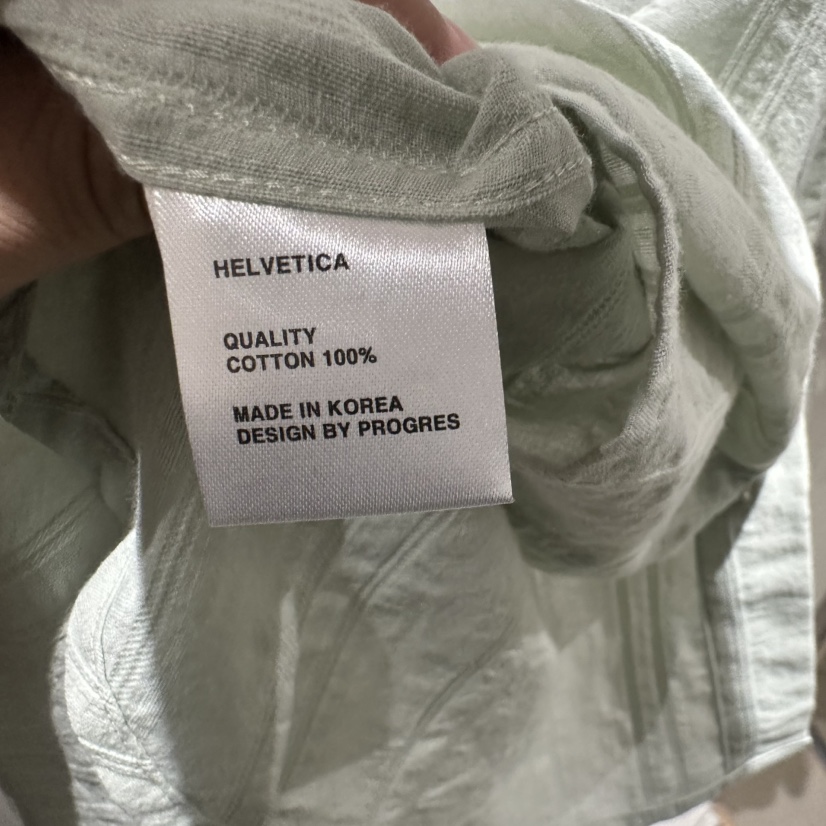 HELVETICA
QUALITY
COTTON 100%
MADE IN KOREA
DESIGN BY PROGRES